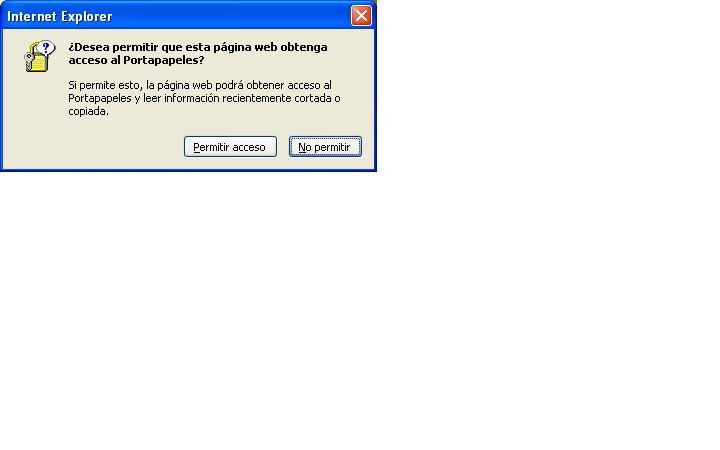 Internet Explorer
¿Desea permitir que esta página web obtenga
acceso al Portapapeles?
Si permite esto, la página web podrá obtener acceso al
Portapapeles y leer información recientemente cortada o
copiada.
Permitir acceso No permitir